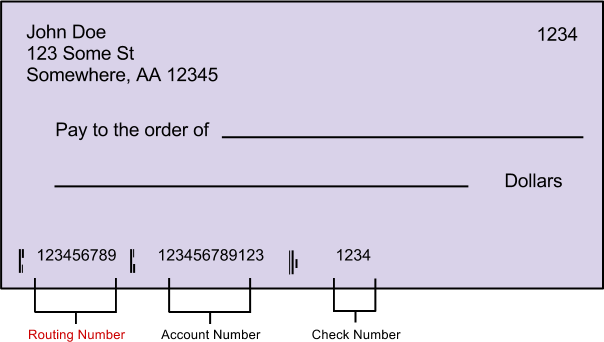 John Doe
1234
123 Some St
Somewhere, AA 12345
Pay to the order of
Dollars
123456789 123456789123 1234
Routing Number Account Number Check Number